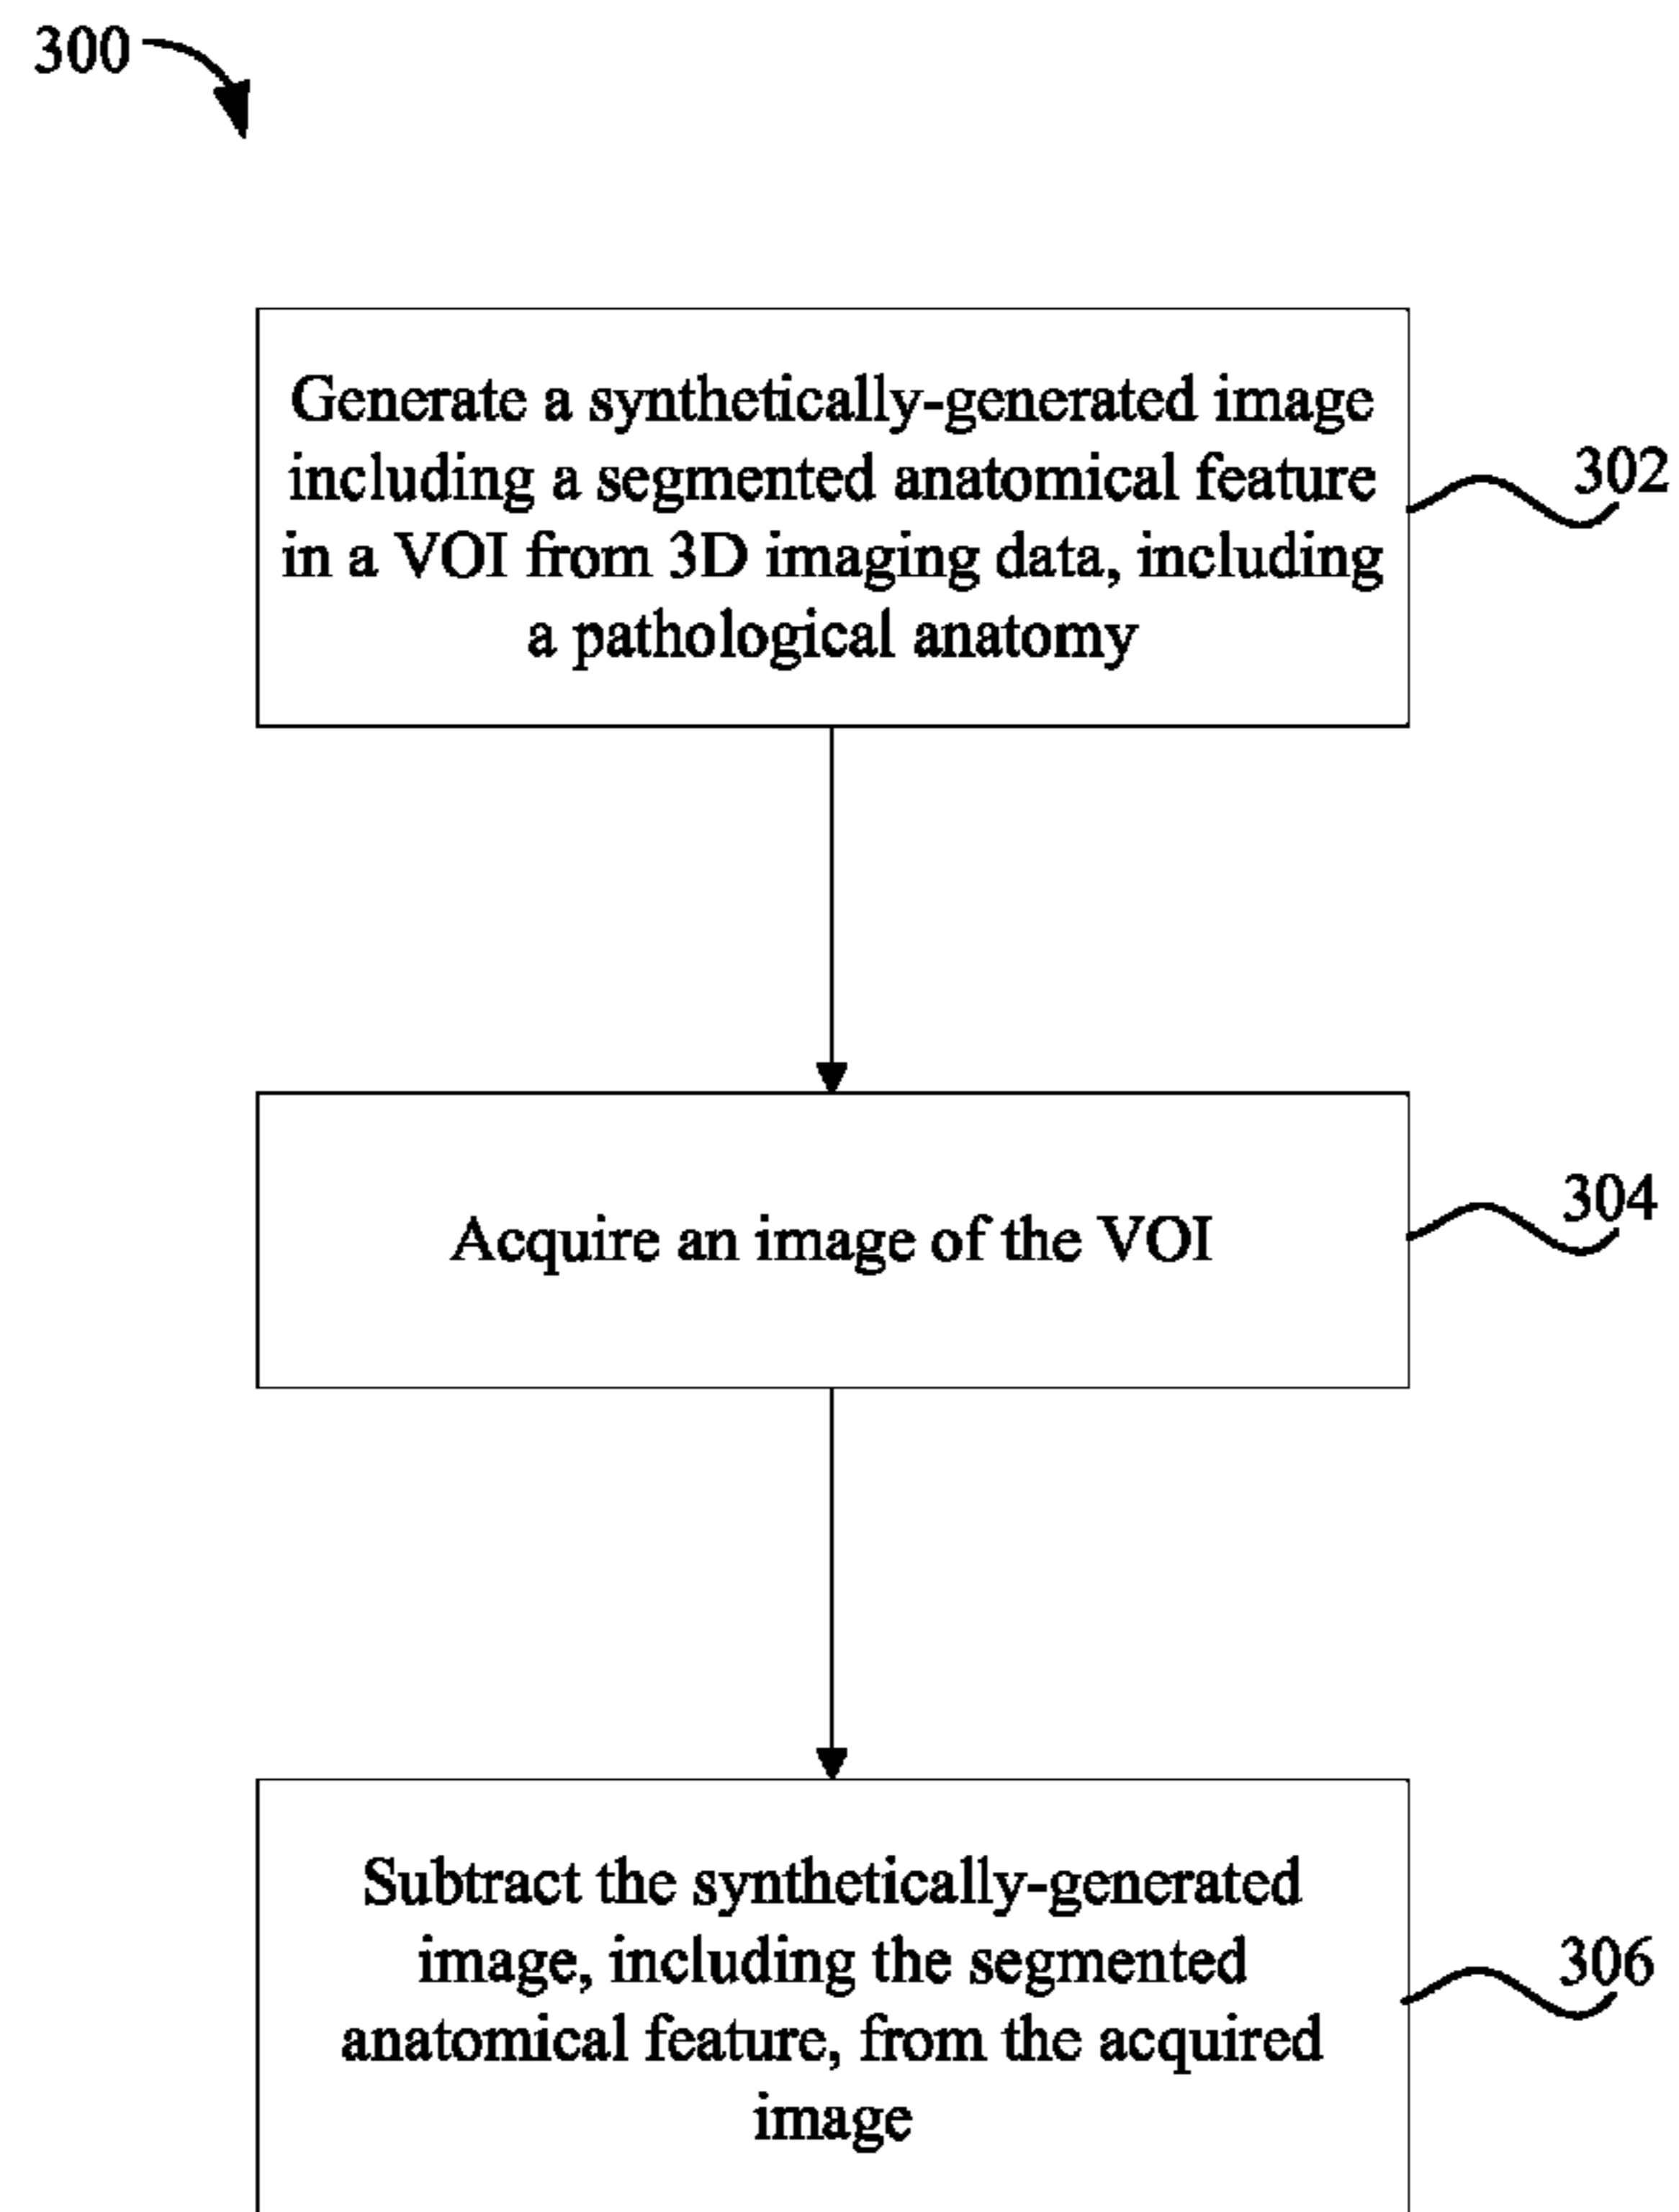 300
Generate a synthetically-generated image
including a segmented anatomical feature
in a VOI from 3D imaging data, including
a pathological anatomy
302
Acquire an image of the VOI
304
Subtract the synthetically-generated
image, including the segmented
anatomical feature, from the acquired
image
306